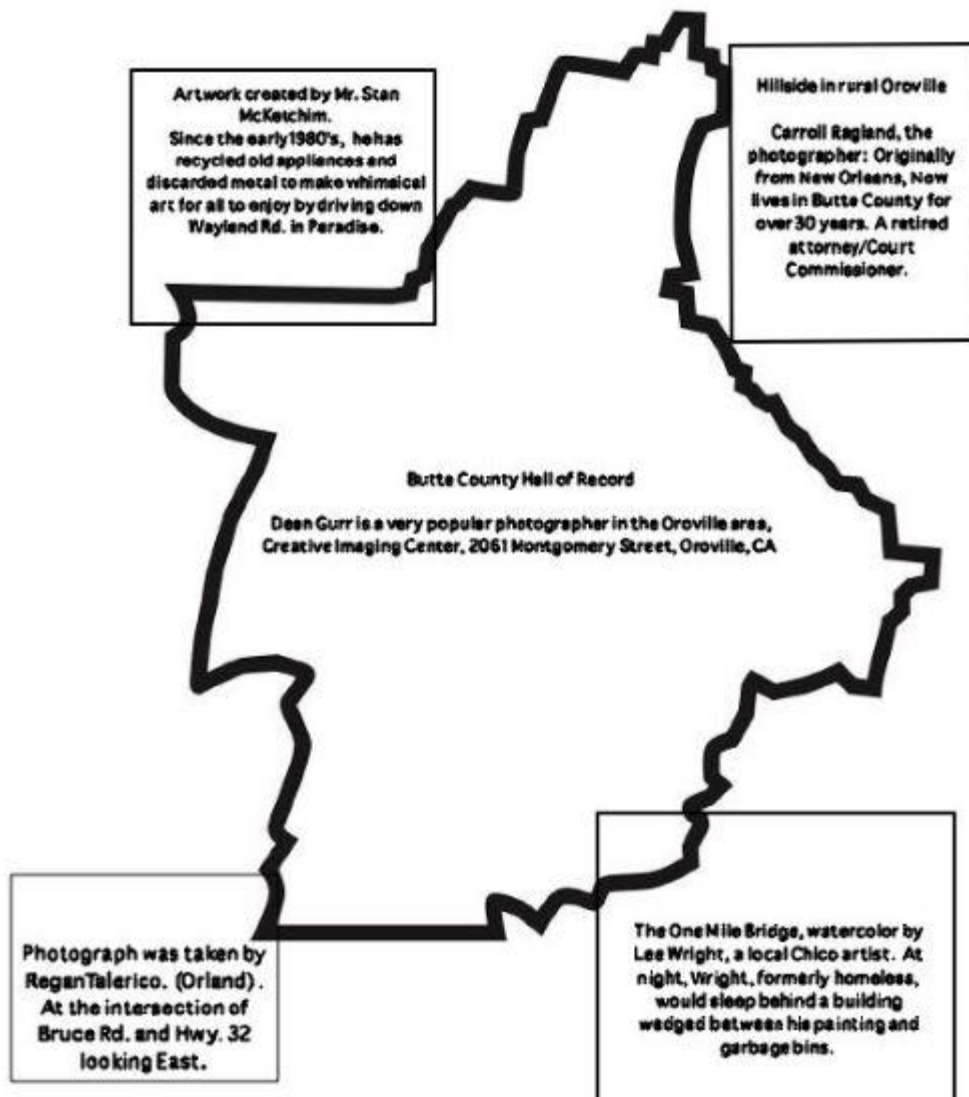 Artwork created by Mr. Stan
McKetchim.
Since the early 1980's, he has
recycled old appliances and
discarded metal to make whimsical
art for all to enjoy by driving down
Wayland Rd. in Paradise.
Hillside in rural Oroville
Carroll Ragland, the
photographer: Originally
from New Orleans, Now
lives in Butte County for
over 30 years. A retired
attorney/Court
Commissioner.
Butte County Hall of Record
Dean Gurr is a very popular photographer in the Oroville area,
Creative Imaging Center, 2061 Montgomery Street, Oroville, CA
Photograph was taken by
Regan Talerico. (Orland).
At the intersection of
Bruce Rd. and Hwy. 32
looking East.
The One Mile Bridge, watercolor by
Lee Wright, a local Chico artist. At
night, Wright, formerly homeless,
would sleep behind a building
wedged between his painting and
garbage bins.